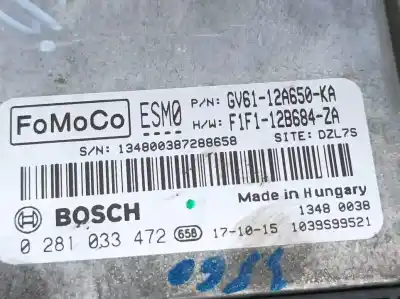 FoMoCo ESM0 P/N: GV61-12A650-KA
H/W: F1F1-12B684-ZA
S/N: 134800387288658 SITE: DZL7S
Made in Hungary
BOSCH 1348 0038
0 281 033 472 658 17-10-15 1039S99521